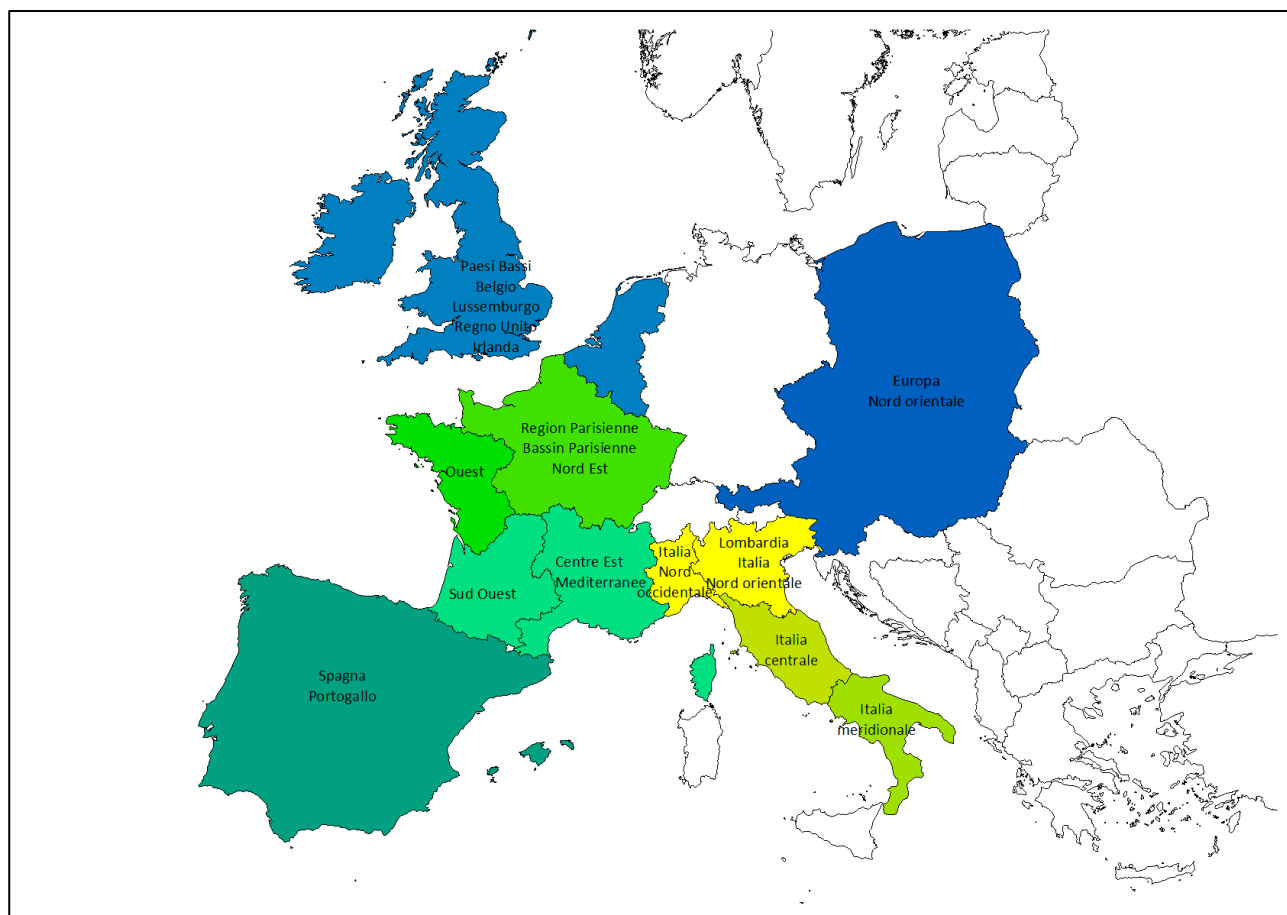 Paesi Bassi
Belgio
Lussemburgo
Regno Unito
Irlanda
Europa
Nord orientale
Region Parisienne
Bassin Parisienne
Nord Est
Ouest
Centre Est
Mediterranee
Sud Ouest
Italia
Nord
occidentale
Lombardia
Italia
Nord orientale
Italia
centrale
Spagna
Portogallo
Italia
meridionale